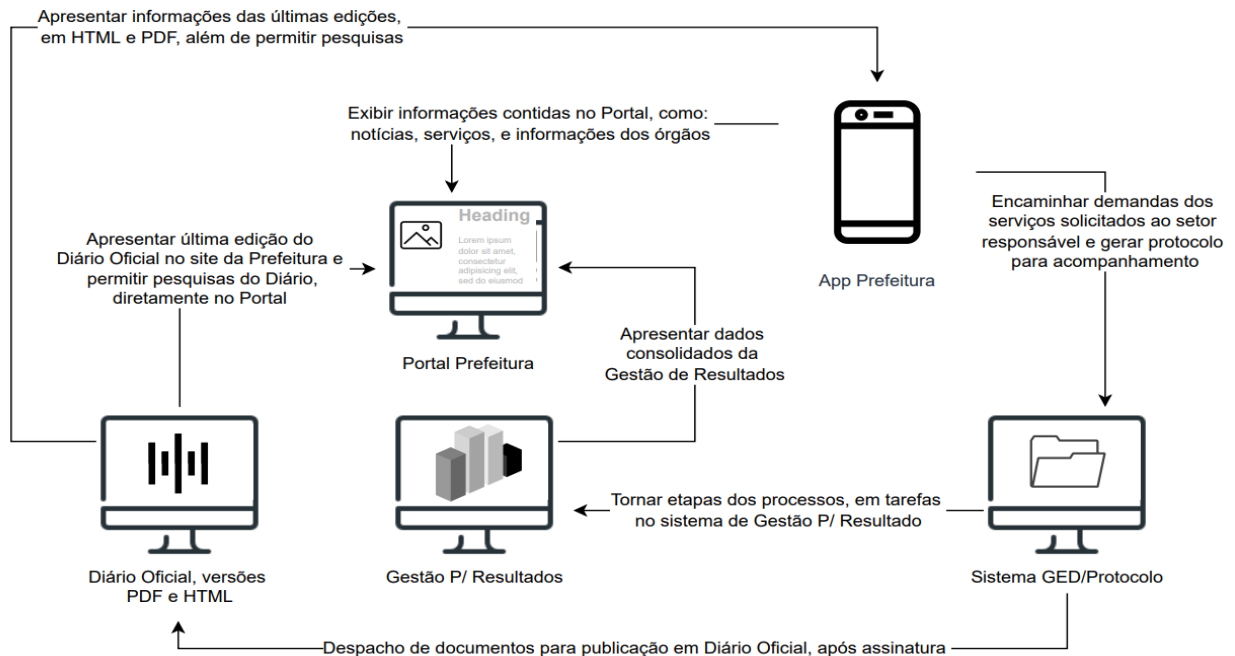 Apresentar informações das últimas edições,
em HTML e PDF, além de permitir pesquisas
Exibir informações contidas no Portal, como:
notícias, serviços, e informações dos órgãos
Heading
Lorem ipsum
dolor sit amet,
consectetur
adipisicing elit,
sed do eiusmod
Portal Prefeitura
App Prefeitura
Encaminhar demandas dos
serviços solicitados ao setor
responsável e gerar protocolo
para acompanhamento
Apresentar última edição do
Diário Oficial no site da Prefeitura e
permitir pesquisas do Diário,
diretamente no Portal
Apresentar dados
consolidados da
Gestão de Resultados
Tornar etapas dos processos, em tarefas
no sistema de Gestão P/ Resultado
Diário Oficial, versões
PDF e HTML
Gestão P/ Resultados
Sistema GED/Protocolo
Despacho de documentos para publicação em Diário Oficial, após assinatura